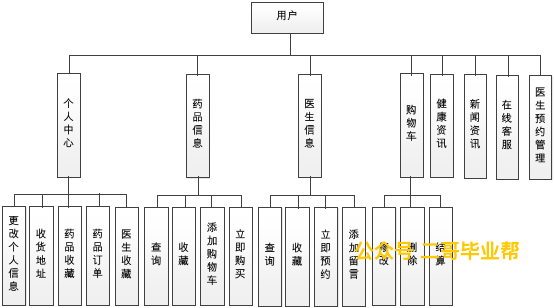 用户
个人中心
药品信息
医生信息
购物车
健康资讯
新闻资讯
在线客服
医生预约管理
更改个人信息
收货地址
药品收藏
药品订单
医生收藏
查询
收藏
添加购物车
立即购买
查询
收藏
立即预约
添加留言
修改
删除
结算
公众号 二哥毕业帮